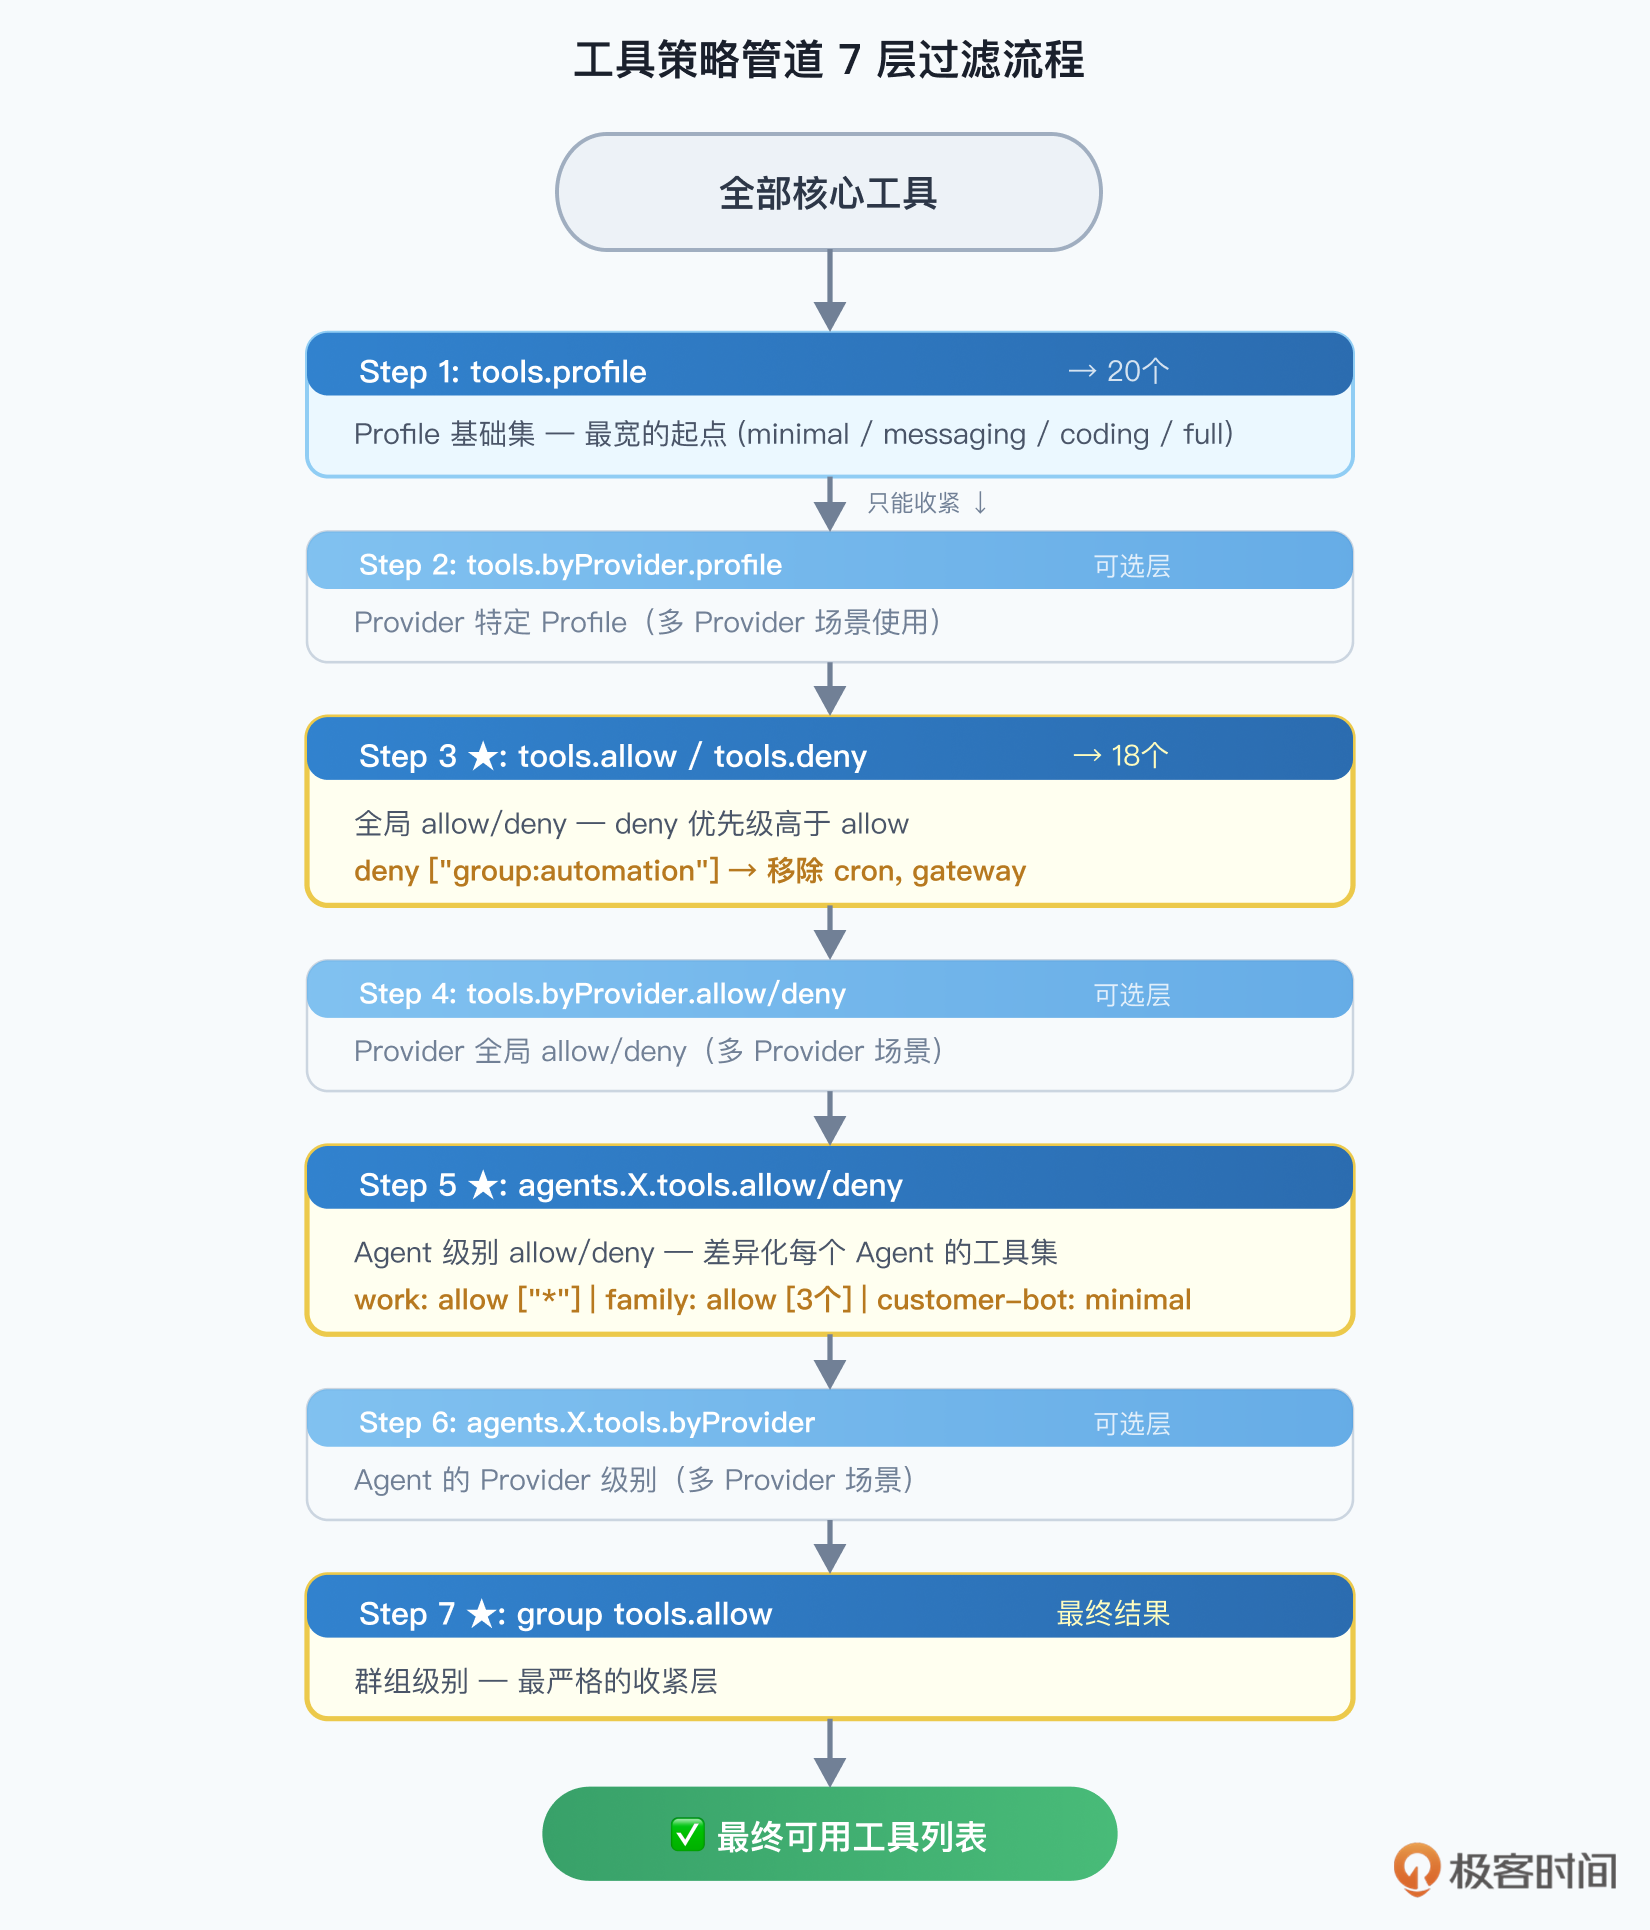 工具策略管道 7 层过滤流程
全部核心工具
Step 1: tools.profile → 20个
Profile 基础集 — 最宽的起点 (minimal / messaging / coding / full)
只能收紧 ↓
Step 2: tools.byProvider.profile 可选层
Provider 特定 Profile（多 Provider 场景使用）
Step 3 ★: tools.allow / tools.deny → 18个
全局 allow/deny — deny 优先级高于 allow
deny ["group:automation"] → 移除 cron, gateway
Step 4: tools.byProvider.allow/deny 可选层
Provider 全局 allow/deny（多 Provider 场景）
Step 5 ★: agents.X.tools.allow/deny
Agent 级别 allow/deny — 差异化每个 Agent 的工具集
work: allow ["*"] | family: allow [3个] | customer-bot: minimal
Step 6: agents.X.tools.byProvider 可选层
Agent 的 Provider 级别（多 Provider 场景）
Step 7 ★: group tools.allow 最终结果
群组级别 — 最严格的收紧层
✅ 最终可用工具列表
极客时间